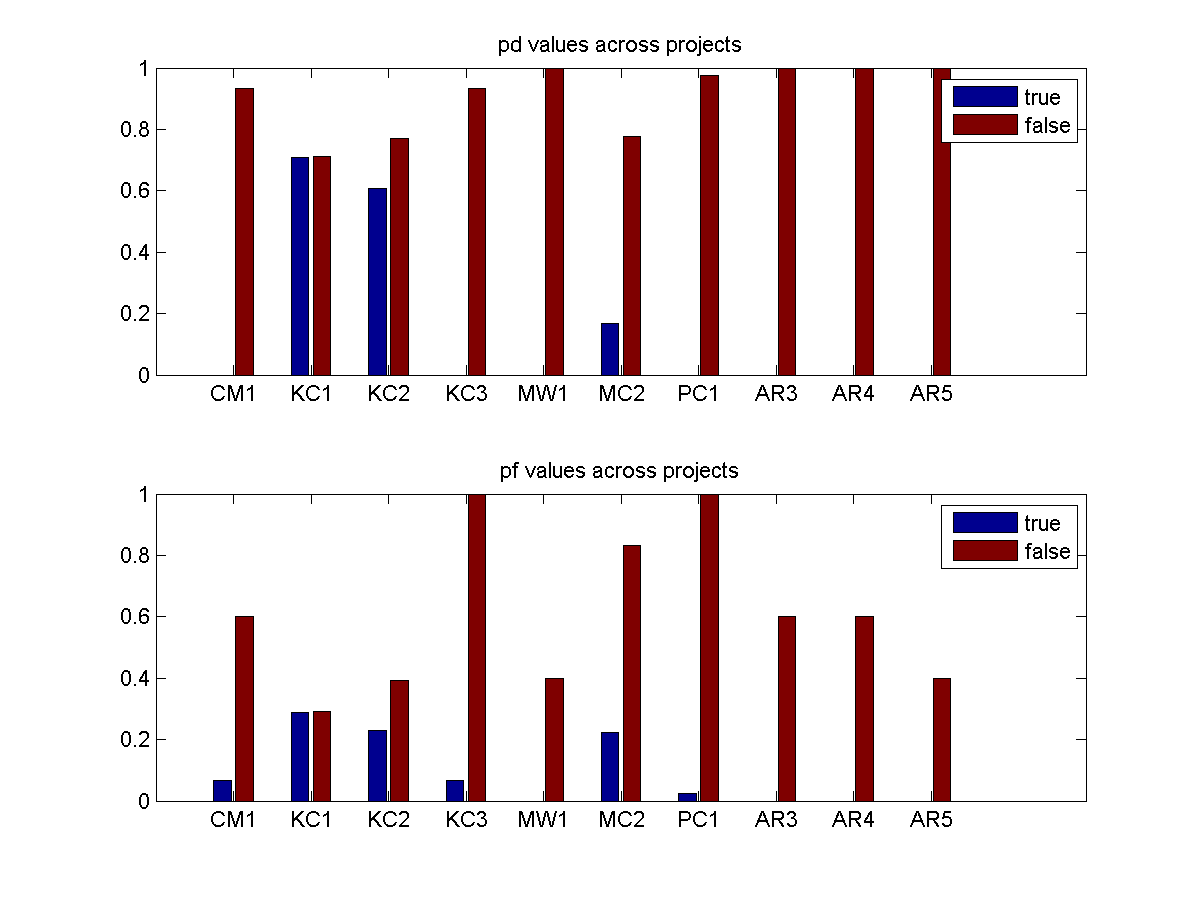 pd values across projects
1
0.8
0.6
0.4
0.2
0
true
false
CM1 KC1 KC2 KC3 MW1 MC2 PC1 AR3 AR4 AR5
pf values across projects
1
0.8
0.6
0.4
0.2
0
true
false
CM1 KC1 KC2 KC3 MW1 MC2 PC1 AR3 AR4 AR5